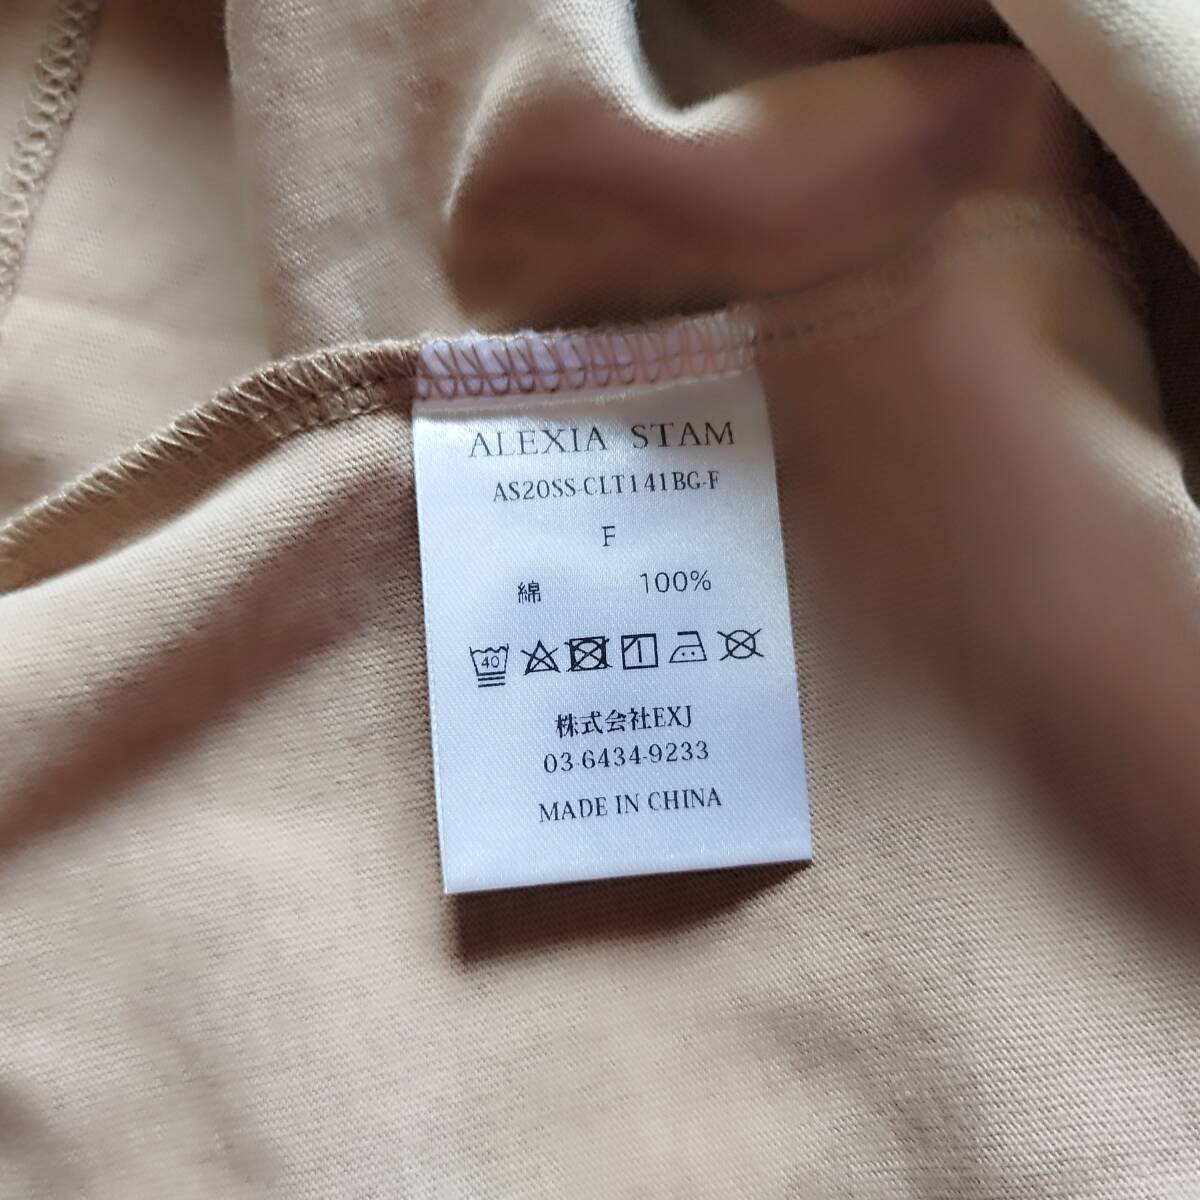 ALEXIA STAM
AS20SS-CLT141BG-F
F
綿 100%
40
株式会社EXJ
03-6434-9233
MADE IN CHINA